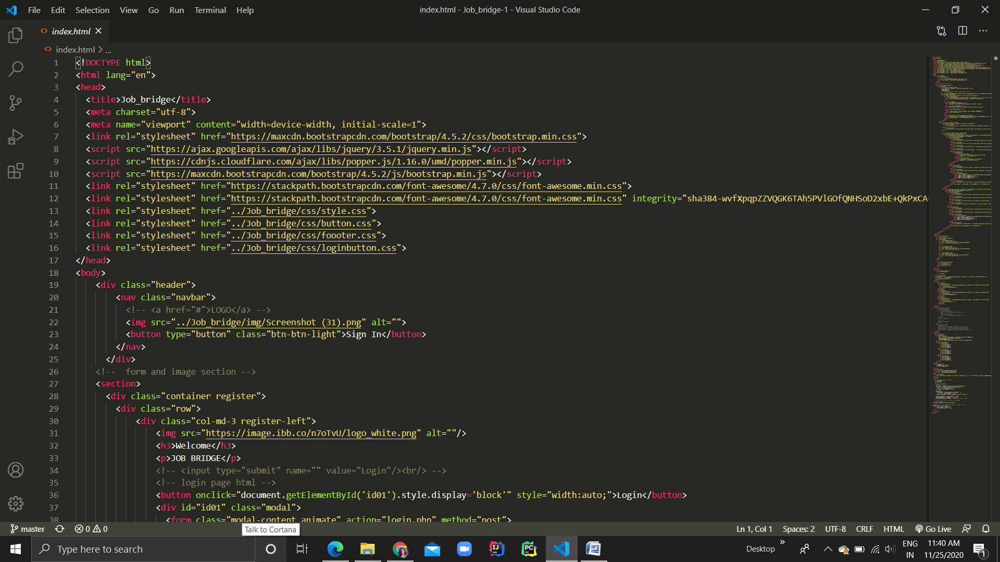 File Edit Selection View Go Run Terminal Help
index.html - Job_bridge-1 - Visual Studio Code
index.html
index.html > ...
1 <!DOCTYPE html>
2 <html lang="en">
3 <head>
4 <title>Job_bridge</title>
5 <meta charset="utf-8">
6 <meta name="viewport" content="width=device-width, initial-scale=1">
7 <link rel="stylesheet" href="https://maxcdn.bootstrapcdn.com/bootstrap/4.5.2/css/bootstrap.min.css">
8 <script src="https://ajax.googleapis.com/ajax/libs/jquery/3.5.1/jquery.min.js"></script>
9 <script src="https://cdnjs.cloudflare.com/ajax/libs/popper.js/1.16.0/umd/popper.min.js"></script>
10 <script src="https://maxcdn.bootstrapcdn.com/bootstrap/4.5.2/js/bootstrap.min.js"></script>
11 <link rel="stylesheet" href="https://stackpath.bootstrapcdn.com/font-awesome/4.7.0/css/font-awesome.min.css">
12 <link rel="stylesheet" href="https://stackpath.bootstrapcdn.com/font-awesome/4.7.0/css/font-awesome.min.css" integrity="sha384-wvfXpqpZZVQGK6TAh5PVlGOfQNHSoD2xbE+QkPxCA
13 <link rel="stylesheet" href="../Job_bridge/css/style.css">
14 <link rel="stylesheet" href="../Job_bridge/css/button.css">
15 <link rel="stylesheet" href="../Job_bridge/css/foooter.css">
16 <link rel="stylesheet" href="../Job_bridge/css/loginbutton.css">
17 </head>
18 <body>
19 <div class="header">
20 <nav class="navbar">
21 <!-- <a href="#">LOGO</a> -->
22 <img src="../Job_bridge/img/Screenshot (31).png" alt="">
23 <button type="button" class="btn-btn-light">Sign In</button>
24 </nav>
25 </div>
26 <!--  form and image section -->
27 <section>
28 <div class="container register">
29 <div class="row">
30 <div class="col-md-3 register-left">
31 <img src="https://image.ibb.co/n7oTvU/logo_white.png" alt=""/>
32 <h3>Welcome</h3>
33 <p>JOB BRIDGE</p>
34 <!-- <input type="submit" name="" value="Login"/><br/> -->
35 <!-- login page html -->
36 <button onclick="document.getElementById('id01').style.display='block'" style="width:auto;">Login</button>
37 <div id="id01" class="modal">
38 <form class="modal-content animate" action="login.php" method="post">
master 0 0 Ln 1, Col 1 Spaces: 2 UTF-8 CRLF HTML Go Live
Talk to Cortana
Type here to search
Desktop » ENG IN 11:40 AM 11/25/2020 1